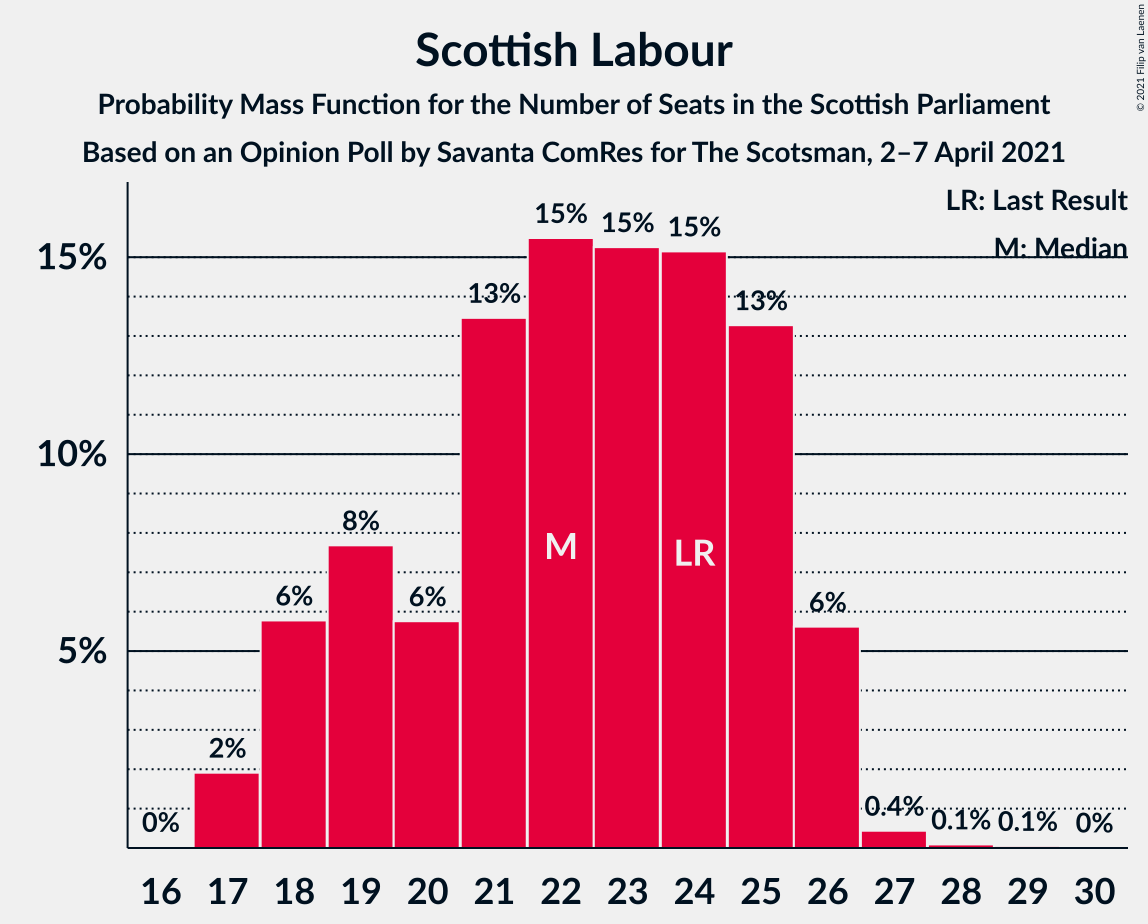 Scottish Labour
Probability Mass Function for the Number of Seats in the Scottish Parliament
Based on an Opinion Poll by Savanta ComRes for The Scotsman, 2–7 April 2021
© 2021 Filip van Laenen
LR: Last Result
M: Median
15%
10%
5%
0%
2%
6%
8%
6%
13%
15%
15%
15%
13%
6%
0.4%
0.1%
0.1%
0%
M
LR
16 17 18 19 20 21 22 23 24 25 26 27 28 29 30